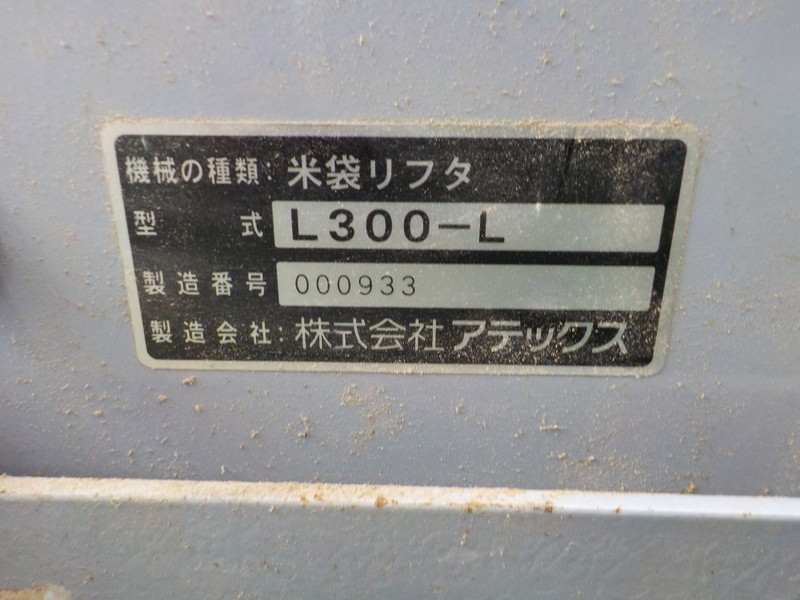 機械の種類: 米袋リフタ
型式 L300-L
製造番号 000933
製造会社: 株式会社アテックス